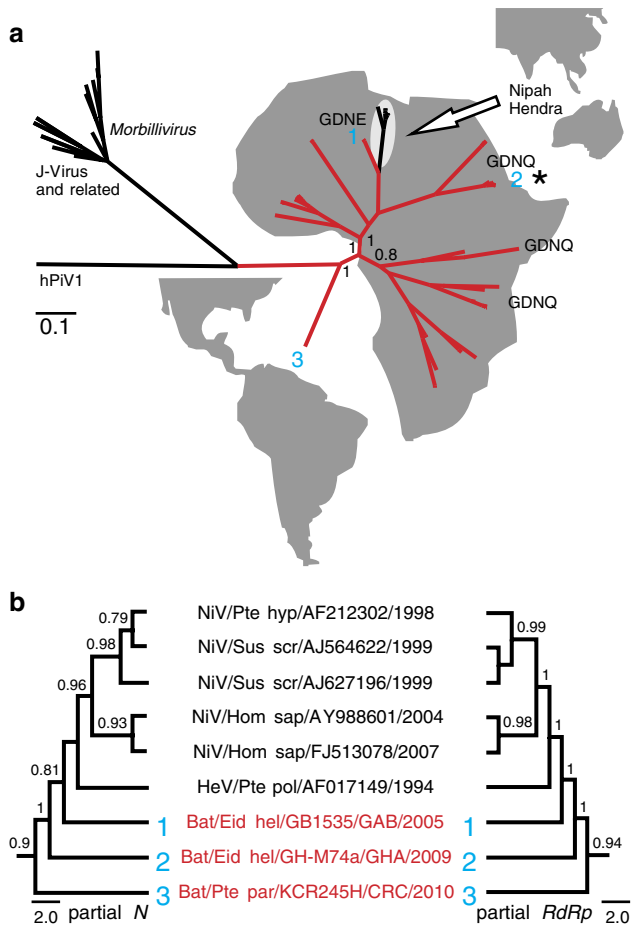 a
Nipah
Hendra
GDNE
1
Morbillivirus
GDNQ
2 *
J-Virus
and related
1
1
0.8
GDNQ
1
hPiV1
GDNQ
0.1
3
b
0.79
NiV/Pte hyp/AF212302/1998
0.99
0.98
NiV/Sus scr/AJ564622/1999
0.96
NiV/Sus scr/AJ627196/1999
1
0.93
NiV/Hom sap/AY988601/2004
0.98
1
NiV/Hom sap/FJ513078/2007
0.81
HeV/Pte pol/AF017149/1994
1
1
1 Bat/Eid hel/GB1535/GAB/2005 1
1
0.9
2 Bat/Eid hel/GH-M74a/GHA/2009 2
0.94
3 Bat/Pte par/KCR245H/CRC/2010 3
2.0 partial N
partial RdRp 2.0